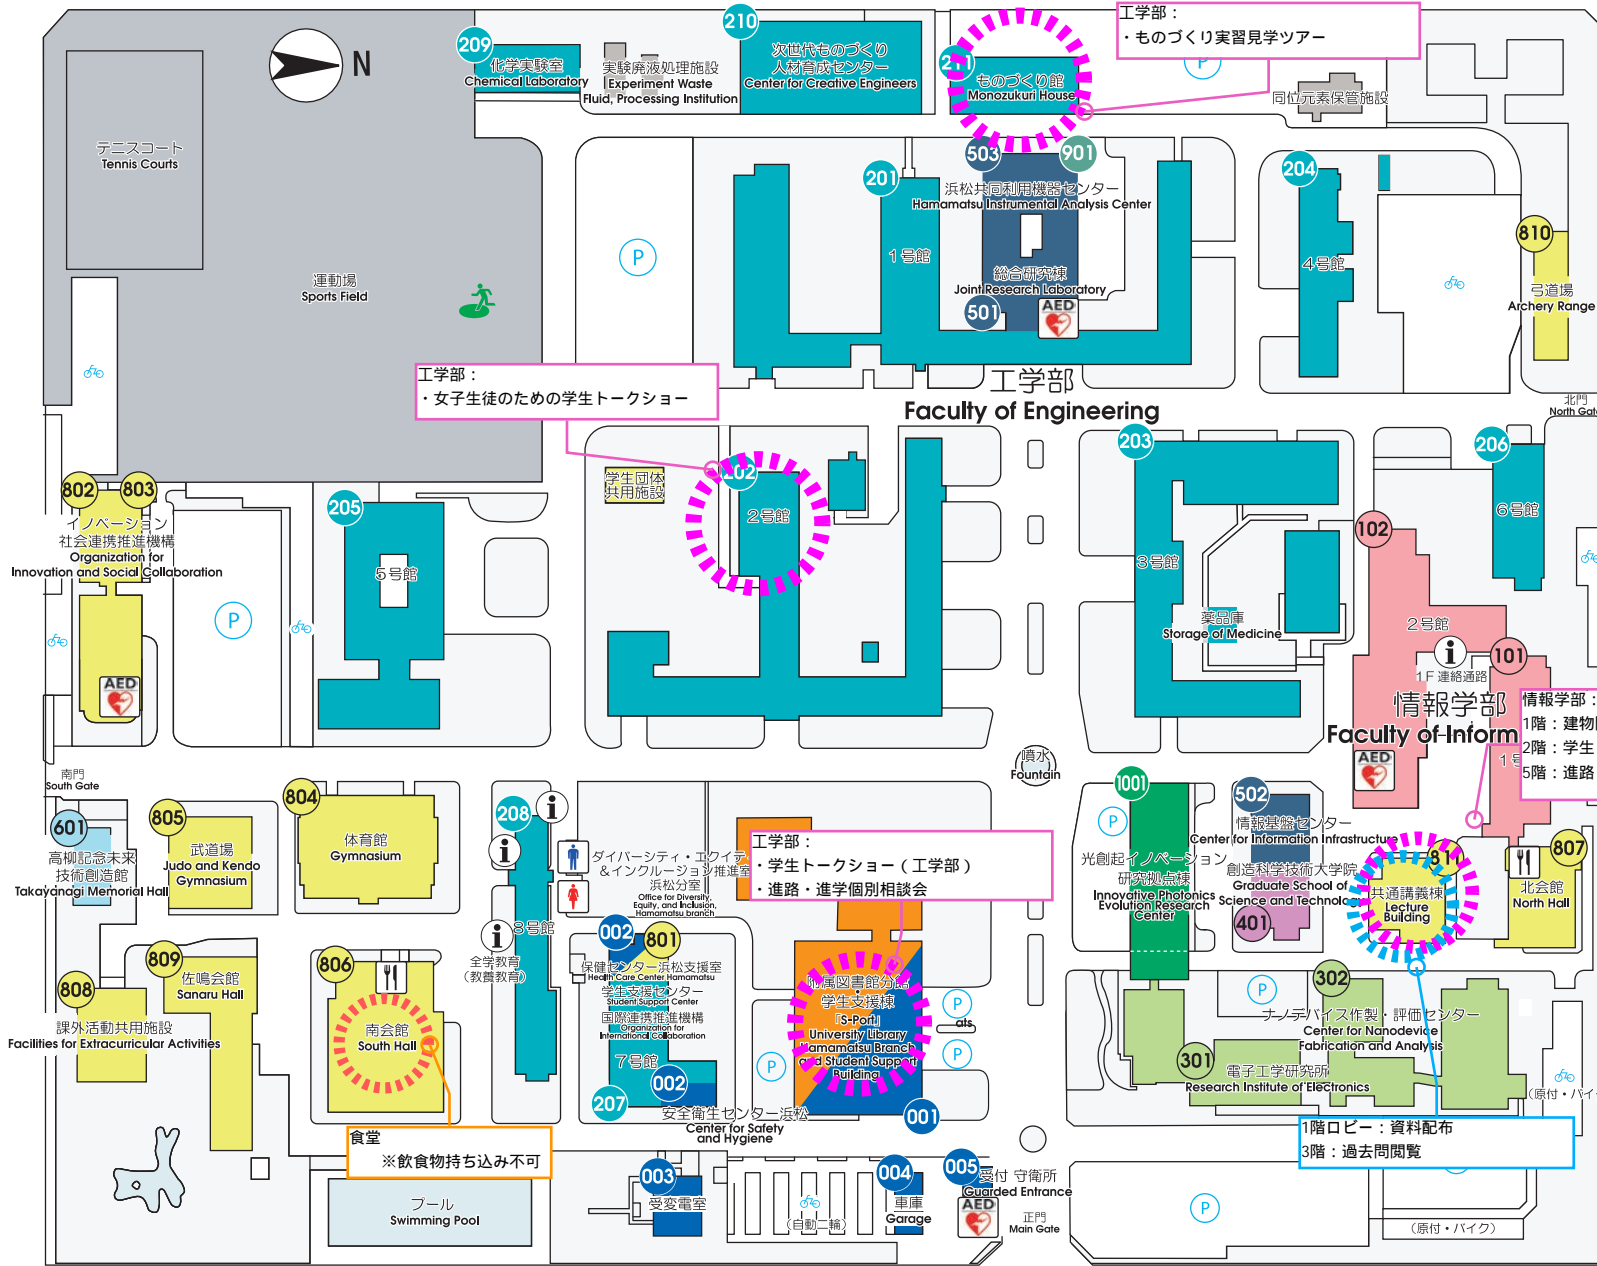 工学部：
・ものづくり実習見学ツアー
N
209
化学実験室
Chemical Laboratory
実験廃液処理施設
Experiment Waste
Fluid, Processing Institution
210
次世代ものづくり
人材育成センター
Center for Creative Engineers
211
ものづくり館
Monozukuri House
P
同位元素保管施設
テニスコート
Tennis Courts
503
901
浜松共同利用機器センター
Hamamatsu Instrumental Analysis Center
201
1号館
総合研究棟
Joint Research Laboratory
501
AED
204
4号館
810
弓道場
Archery Range
P
運動場
Sports Field
工学部：
・女子生徒のための学生トークショー
工学部
Faculty of Engineering
北門
North Gate
802
803
イノベーション
社会連携推進機構
Organization for
Innovation and Social Collaboration
AED
205
5号館
P
学生団体
共用施設
202
2号館
203
3号館
薬品庫
Storage of Medicine
206
6号館
102
2号館
i
1F 連絡通路
101
情報学部
Faculty of Inform
AED
1号
情報学部：
1階：建物
2階：学生
5階：進路
南門
South Gate
噴水
Fountain
601
高柳記念未来
技術創造館
Takayanagi Memorial Hall
805
武道場
Judo and Kendo
Gymnasium
804
体育館
Gymnasium
208
i
i
i
8号館
全学教育
(教養教育)
ダイバーシティ・エクイテ
&インクルージョン推進室
浜松分室
Office for Diversity,
Equity, and Inclusion,
Hamamatsu branch
工学部：
・学生トークショー（工学部）
・進路・進学個別相談会
1001
P
光創起イノベーション
研究拠点棟
Innovative Photonics
Evolution Research
Center
502
情報基盤センター
Center for Information Infrastructure
創造科学技術大学院
Graduate School of
Science and Technology
401
811
共通講義棟
Lecture
Building
807
北会館
North Hall
808
課外活動共用施設
Facilities for Extracurricular Activities
809
佐鳴会館
Sanaru Hall
806
南会館
South Hall
002
801
保健センター浜松支援室
Health Care Center Hamamatsu
学生支援センター
Student Support Center
国際連携推進機構
Organization for
International Collaboration
7号館
002
207
安全衛生センター浜松
Center for Safety
and Hygiene
附属図書館分館
学生支援棟
「S-Port」
University Library
Hamamatsu Branch
and Student Support
Building
001
P
P
P
ats
302
P
ナノデバイス作製・評価センター
Center for Nanodevice
Fabrication and Analysis
301
電子工学研究所
Research Institute of Electronics
(原付・バイ
1階ロビー：資料配布
3階：過去問閲覧
食堂
※飲食物持ち込み不可
プール
Swimming Pool
003
受変電室
(自動二輪)
004
車庫
Garage
005
受付 守衛所
Guarded Entrance
AED
正門
Main Gate
P
(原付・バイク)